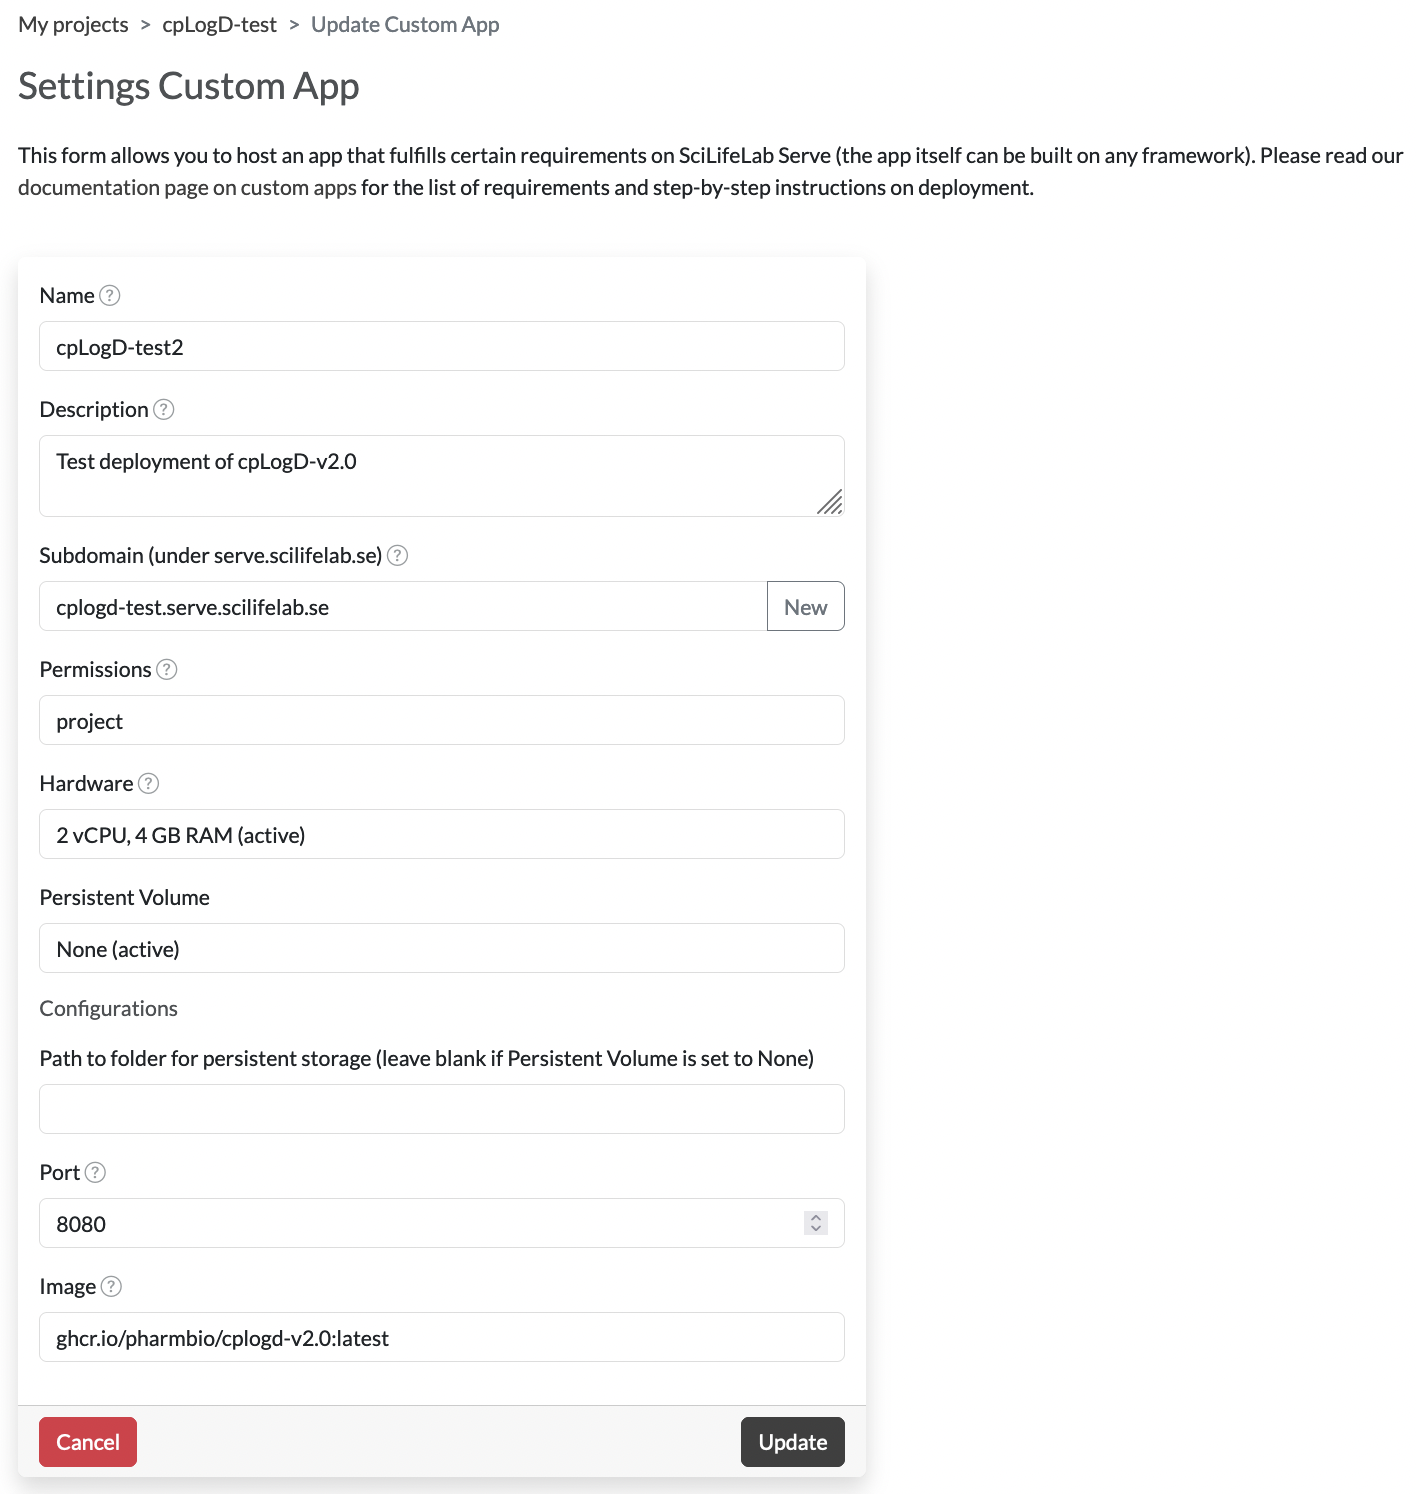 My projects > cpLogD-test > Update Custom App
Settings Custom App
This form allows you to host an app that fulfills certain requirements on SciLifeLab Serve (the app itself can be built on any framework). Please read our
documentation page on custom apps for the list of requirements and step-by-step instructions on deployment.
Name ?
cpLogD-test2
Description ?
Test deployment of cpLogD-v2.0
Subdomain (under serve.scilifelab.se) ?
cplogd-test.serve.scilifelab.se New
Permissions ?
project
Hardware ?
2 vCPU, 4 GB RAM (active)
Persistent Volume
None (active)
Configurations
Path to folder for persistent storage (leave blank if Persistent Volume is set to None)
Port ?
8080
Image ?
ghcr.io/pharmbio/cplogd-v2.0:latest
Cancel Update